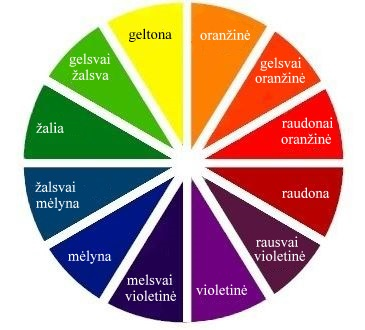 geltona
oranžinė
gelsvai
oranžinė
raudonai
oranžinė
raudona
rausvai
violetinė
violetinė
melsvai
violetinė
mėlyna
žalsvai
mėlyna
žalia
gelsvai
žalsva